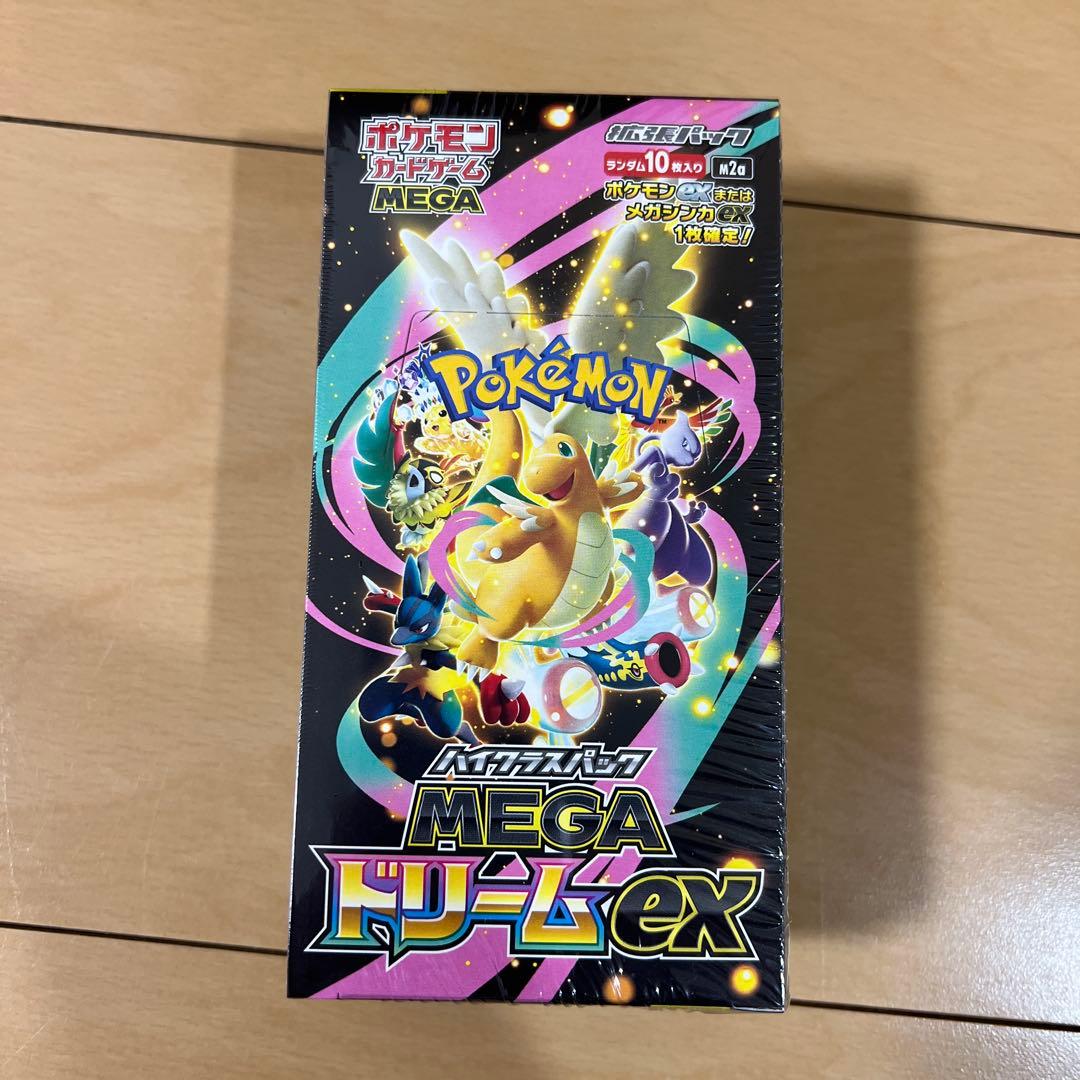 ポケモン
カードゲーム
MEGA
拡張パック
ランダム10枚入り M2a
ポケモンexまたは
メガシンカex
1枚確定!
POKéMON
TM
ハイクラスパック
MEGA
ドリームex